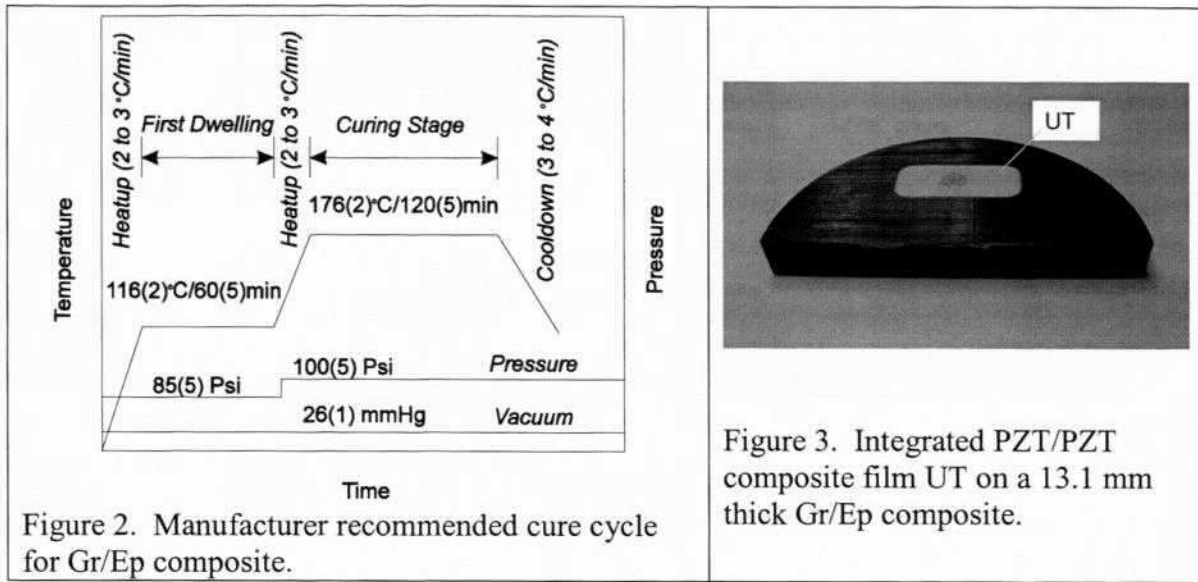 Temperature
Heatup (2 to 3 °C/min)
First Dwelling
Heatup (2 to 3 °C/min)
Curing Stage
Cooldown (3 to 4 °C/min)
176(2)°C/120(5)min
116(2)°C/60(5)min
100(5) Psi
Pressure
85(5) Psi
26(1) mmHg
Vacuum
Pressure
Time
Figure 2. Manufacturer recommended cure cycle
for Gr/Ep composite.
UT
Figure 3. Integrated PZT/PZT
composite film UT on a 13.1 mm
thick Gr/Ep composite.